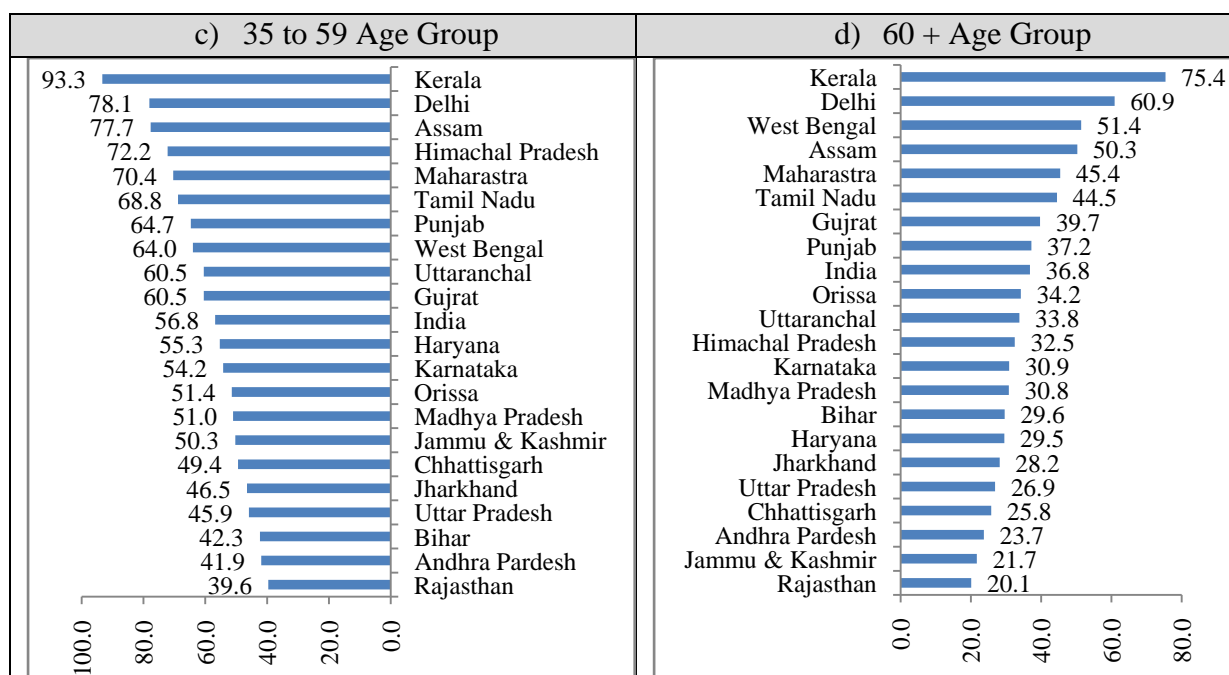 c) 35 to 59 Age Group
93.3 Kerala
78.1 Delhi
77.7 Assam
72.2 Himachal Pradesh
70.4 Maharastra
68.8 Tamil Nadu
64.7 Punjab
64.0 West Bengal
60.5 Uttaranchal
60.5 Gujrat
56.8 India
55.3 Haryana
54.2 Karnataka
51.4 Orissa
51.0 Madhya Pradesh
50.3 Jammu & Kashmir
49.4 Chhattisgarh
46.5 Jharkhand
45.9 Uttar Pradesh
42.3 Bihar
41.9 Andhra Pardesh
39.6 Rajasthan
100.0 80.0 60.0 40.0 20.0 0.0
d) 60 + Age Group
Kerala 75.4
Delhi 60.9
West Bengal 51.4
Assam 50.3
Maharastra 45.4
Tamil Nadu 44.5
Gujrat 39.7
Punjab 37.2
India 36.8
Orissa 34.2
Uttaranchal 33.8
Himachal Pradesh 32.5
Karnataka 30.9
Madhya Pradesh 30.8
Bihar 29.6
Haryana 29.5
Jharkhand 28.2
Uttar Pradesh 26.9
Chhattisgarh 25.8
Andhra Pardesh 23.7
Jammu & Kashmir 21.7
Rajasthan 20.1
0.0 20.0 40.0 60.0 80.0